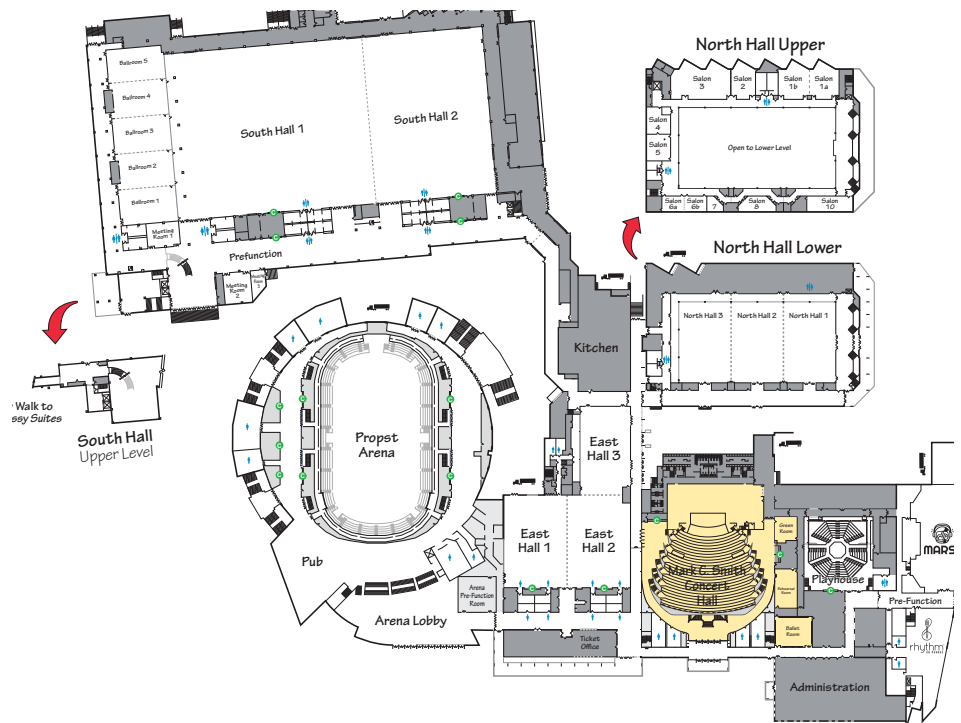 North Hall Upper
Salon
3
Salon
2
Salon
1b
Salon
1a
Salon
4
Salon
5
Open to Lower Level
Salon
6a
Salon
6b
7
Salon
8
Salon
10
Ballroom 5
Ballroom 4
Ballroom 3
Ballroom 2
Ballroom 1
South Hall 1
South Hall 2
Meeting
Room 1
Prefunction
Meeting
Room 2
Meeting
Room 3
North Hall Lower
North Hall 3
North Hall 2
North Hall 1
Kitchen
Walk to
ssy Suites
South Hall
Upper Level
Propst
Arena
East
Hall 3
East
Hall 1
East
Hall 2
Pub
Arena
Pre-Function
Room
Arena Lobby
Ticket
Office
Mark C. Smith
Concert
Hall
Green
Room
Rehearsal
Room
Ballet
Room
Playhouse
MARS
Pre-Function
rhythm
Administration